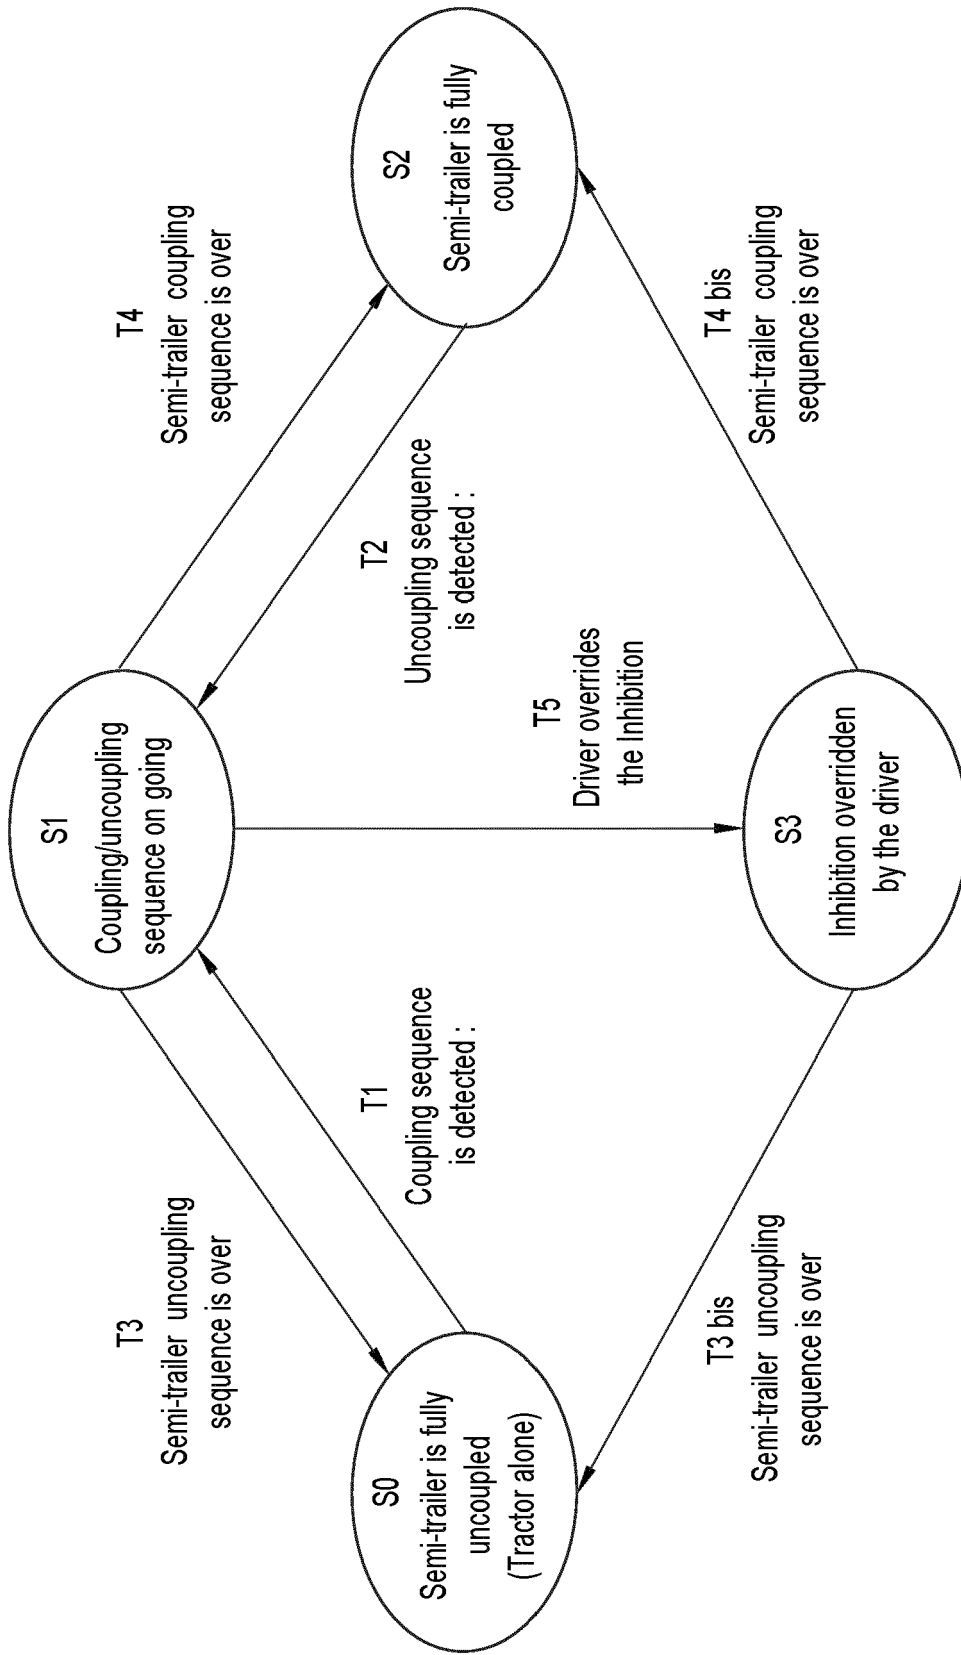 S1
Coupling/uncoupling
sequence on going
T3
Semi-trailer uncoupling
sequence is over
T4
Semi-trailer coupling
sequence is over
S0
Semi-trailer is fully
uncoupled
(Tractor alone)
T1
Coupling sequence
is detected :
T2
Uncoupling sequence
is detected :
S2
Semi-trailer is fully
coupled
T5
Driver overrides
the Inhibition
T3 bis
Semi-trailer uncoupling
sequence is over
S3
Inhibition overridden
by the driver
T4 bis
Semi-trailer coupling
sequence is over